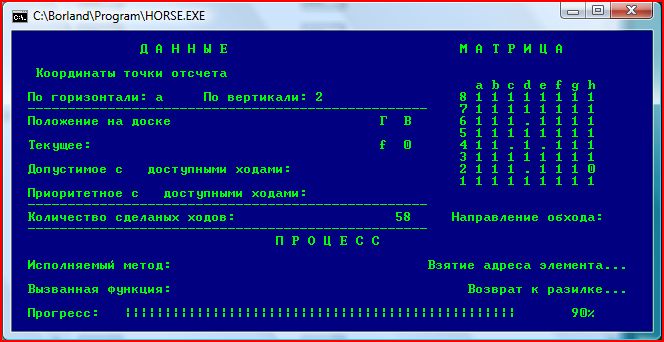 C:\Borland\Program\HORSE.EXE
Д А Н Н Ы Е М А Т Р И Ц А
Координаты точки отсчета
a b c d e f g h
По горизонтали: a По вертикали: 2 8 1 1 1 1 1 1 1 1
7 1 1 1 1 1 1 1 1
Положение на доске Г В 6 1 1 1 . 1 1 1 1
5 1 1 1 1 1 1 1 1
Текущее: f 0 4 1 1 . 1 . 1 1 1
3 1 1 1 1 1 1 1 1
Допустимое с доступными ходами: 2 1 1 1 . 1 1 1 0
1 1 1 1 1 1 1 1 1
Приоритетное с доступными ходами:
Количество сделаных ходов: 58 Направление обхода:
П Р О Ц Е С С
Исполняемый метод: Взятие адреса элемента...
Вызванная функция: Возврат к разилке...
Прогресс: 90%